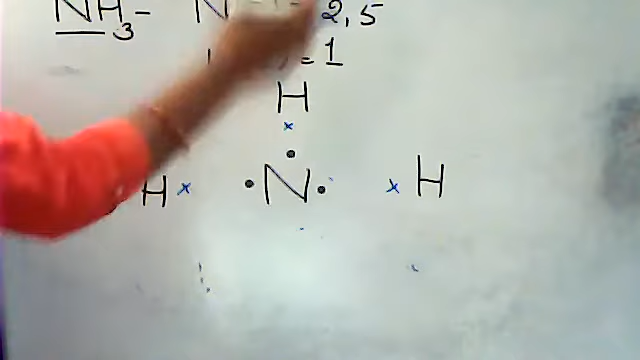 NH3- N 2,5
= 1
H
x
•
H x • N • x H